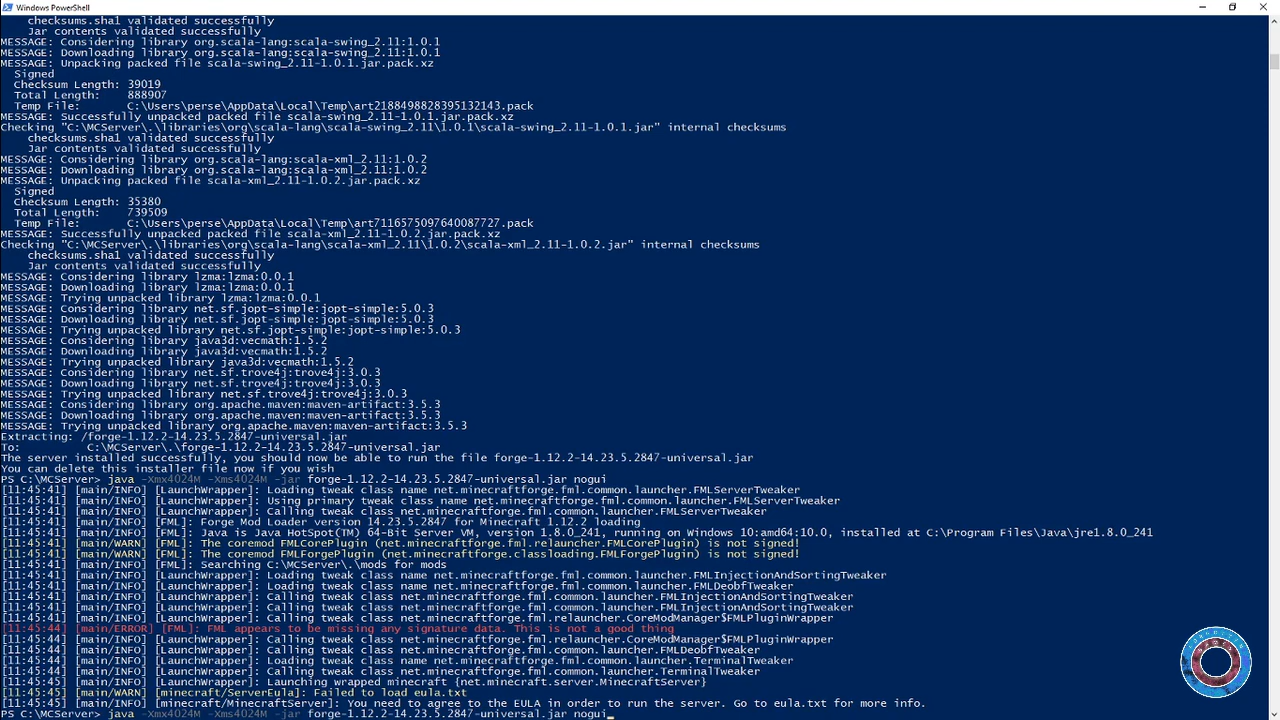 Windows PowerShell
checksums.sha1 validated successfully
Jar contents validated successfully
MESSAGE: Considering library org.scala-lang:scala-swing_2.11:1.0.1
MESSAGE: Downloading library org.scala-lang:scala-swing_2.11:1.0.1
MESSAGE: Unpacking packed file scala-swing_2.11-1.0.1.jar.pack.xz
Signed
Checksum Length: 39019
Total Length: 888907
Temp File: C:\Users\perse\AppData\Local\Temp\art2188498828395132143.pack
MESSAGE: Successfully unpacked packed file scala-swing_2.11-1.0.1.jar.pack.xz
Checking "C:\MCServer\.\libraries\org\scala-lang\scala-swing_2.11\1.0.1\scala-swing_2.11-1.0.1.jar" internal checksums
checksums.sha1 validated successfully
Jar contents validated successfully
MESSAGE: Considering library org.scala-lang:scala-xml_2.11:1.0.2
MESSAGE: Downloading library org.scala-lang:scala-xml_2.11:1.0.2
MESSAGE: Unpacking packed file scala-xml_2.11-1.0.2.jar.pack.xz
Signed
Checksum Length: 35380
Total Length: 739509
Temp File: C:\Users\perse\AppData\Local\Temp\art7116575097640087727.pack
MESSAGE: Successfully unpacked packed file scala-xml_2.11-1.0.2.jar.pack.xz
Checking "C:\MCServer\.\libraries\org\scala-lang\scala-xml_2.11\1.0.2\scala-xml_2.11-1.0.2.jar" internal checksums
checksums.sha1 validated successfully
Jar contents validated successfully
MESSAGE: Considering library lzma:lzma:0.0.1
MESSAGE: Downloading library lzma:lzma:0.0.1
MESSAGE: Trying unpacked library lzma:lzma:0.0.1
MESSAGE: Considering library net.sf.jopt-simple:jopt-simple:5.0.3
MESSAGE: Downloading library net.sf.jopt-simple:jopt-simple:5.0.3
MESSAGE: Trying unpacked library net.sf.jopt-simple:jopt-simple:5.0.3
MESSAGE: Considering library java3d:vecmath:1.5.2
MESSAGE: Downloading library java3d:vecmath:1.5.2
MESSAGE: Trying unpacked library java3d:vecmath:1.5.2
MESSAGE: Considering library net.sf.trove4j:trove4j:3.0.3
MESSAGE: Downloading library net.sf.trove4j:trove4j:3.0.3
MESSAGE: Trying unpacked library net.sf.trove4j:trove4j:3.0.3
MESSAGE: Considering library org.apache.maven:maven-artifact:3.5.3
MESSAGE: Downloading library org.apache.maven:maven-artifact:3.5.3
MESSAGE: Trying unpacked library org.apache.maven:maven-artifact:3.5.3
Extracting: /forge-1.12.2-14.23.5.2847-universal.jar
To: C:\MCServer\.\forge-1.12.2-14.23.5.2847-universal.jar
The server installed successfully, you should now be able to run the file forge-1.12.2-14.23.5.2847-universal.jar
You can delete this installer file now if you wish
PS C:\MCServer> java -Xmx4024M -Xms4024M -jar forge-1.12.2-14.23.5.2847-universal.jar nogui
[11:45:41] [main/INFO] [LaunchWrapper]: Loading tweak class name net.minecraftforge.fml.common.launcher.FMLServerTweaker
[11:45:41] [main/INFO] [LaunchWrapper]: Using primary tweak class name net.minecraftforge.fml.common.launcher.FMLServerTweaker
[11:45:41] [main/INFO] [LaunchWrapper]: Calling tweak class net.minecraftforge.fml.common.launcher.FMLServerTweaker
[11:45:41] [main/INFO] [FML]: Forge Mod Loader version 14.23.5.2847 for Minecraft 1.12.2 loading
[11:45:41] [main/INFO] [FML]: Java is Java HotSpot(TM) 64-Bit Server VM, version 1.8.0_241, running on Windows 10:amd64:10.0, installed at C:\Program Files\Java\jre1.8.0_241
[11:45:41] [main/WARN] [FML]: The coremod FMLCorePlugin (net.minecraftforge.fml.relauncher.FMLCorePlugin) is not signed!
[11:45:41] [main/WARN] [FML]: The coremod FMLForgePlugin (net.minecraftforge.classloading.FMLForgePlugin) is not signed!
[11:45:41] [main/INFO] [FML]: Searching C:\MCServer\.\mods for mods
[11:45:41] [main/INFO] [LaunchWrapper]: Loading tweak class name net.minecraftforge.fml.common.launcher.FMLInjectionAndSortingTweaker
[11:45:41] [main/INFO] [LaunchWrapper]: Loading tweak class name net.minecraftforge.fml.common.launcher.FMLDeobfTweaker
[11:45:41] [main/INFO] [LaunchWrapper]: Calling tweak class net.minecraftforge.fml.common.launcher.FMLInjectionAndSortingTweaker
[11:45:41] [main/INFO] [LaunchWrapper]: Calling tweak class net.minecraftforge.fml.common.launcher.FMLInjectionAndSortingTweaker
[11:45:41] [main/INFO] [LaunchWrapper]: Calling tweak class net.minecraftforge.fml.relauncher.CoreModManager$FMLPluginWrapper
[11:45:44] [main/ERROR] [FML]: FML appears to be missing any signature data. This is not a good thing
[11:45:44] [main/INFO] [LaunchWrapper]: Calling tweak class net.minecraftforge.fml.relauncher.CoreModManager$FMLPluginWrapper
[11:45:44] [main/INFO] [LaunchWrapper]: Calling tweak class net.minecraftforge.fml.common.launcher.FMLDeobfTweaker
[11:45:44] [main/INFO] [LaunchWrapper]: Loading tweak class name net.minecraftforge.fml.common.launcher.TerminalTweaker
[11:45:44] [main/INFO] [LaunchWrapper]: Calling tweak class net.minecraftforge.fml.common.launcher.TerminalTweaker
[11:45:45] [main/INFO] [LaunchWrapper]: Launching wrapped minecraft {net.minecraft.server.MinecraftServer}
[11:45:45] [main/WARN] [minecraft/ServerEula]: Failed to load eula.txt
[11:45:45] [main/INFO] [minecraft/MinecraftServer]: You need to agree to the EULA in order to run the server. Go to eula.txt for more info.
PS C:\MCServer> java -Xmx4024M -Xms4024M -jar forge-1.12.2-14.23.5.2847-universal.jar nogui